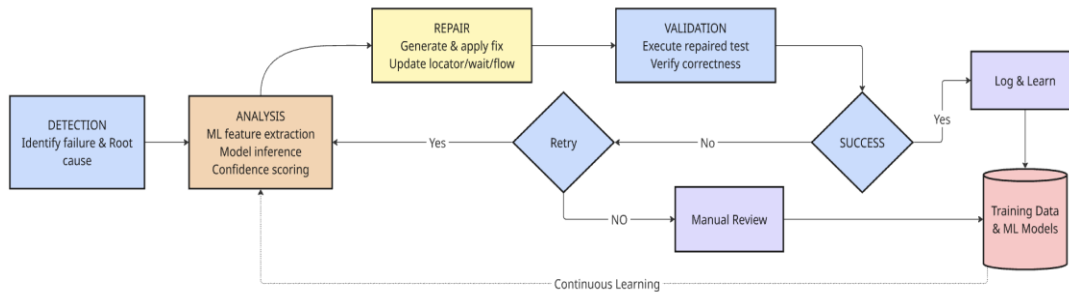 REPAIR
Generate & apply fix
Update locator/wait/flow
VALIDATION
Execute repaired test
Verify correctness
Log & Learn
DETECTION
Identify failure & Root
cause
ANALYSIS
ML feature extraction
Model inference
Confidence scoring
Yes
Retry
No
SUCCESS
Yes
NO
Manual Review
Training Data
& ML Models
Continuous Learning